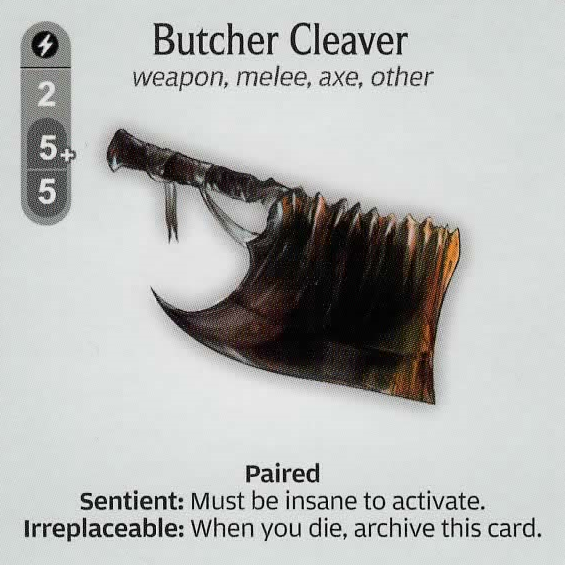 Butcher Cleaver
weapon, melee, axe, other
2
5+
5
Paired
Sentient: Must be insane to activate.
Irreplaceable: When you die, archive this card.